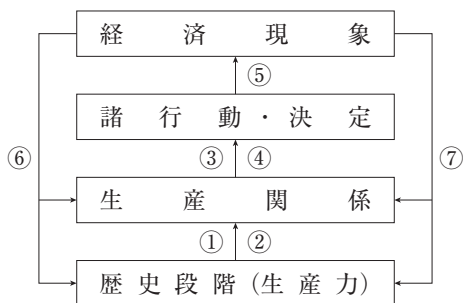 経済現象
⑤
諸行動・決定
⑥ ③ ④ ⑦
生産関係
① ②
歴史段階(生産力)